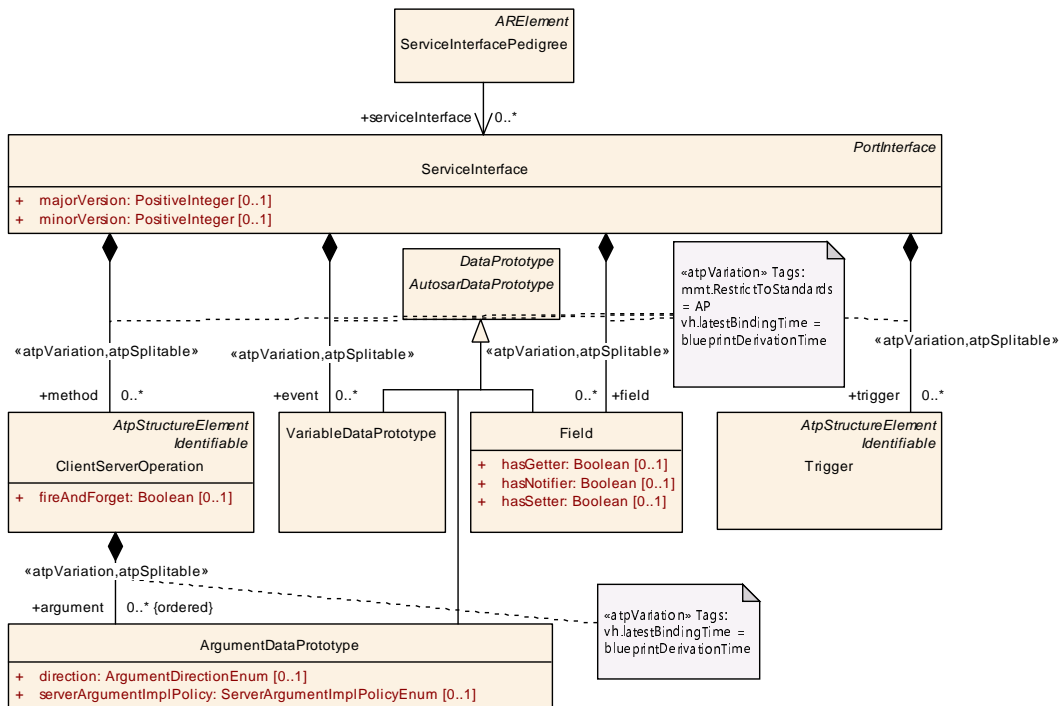 ARElement
ServiceInterfacePedigree
+serviceInterface 0..*
PortInterface
ServiceInterface
+ majorVersion: PositiveInteger [0..1]
+ minorVersion: PositiveInteger [0..1]
DataPrototype
AutosarDataPrototype
«atpVariation» Tags:
mmt.RestrictToStandards
= AP
vh.latestBindingTime =
blueprintDerivationTime
«atpVariation,atpSplitable»
«atpVariation,atpSplitable»
«atpVariation,atpSplitable»
«atpVariation,atpSplitable»
+method 0..*
+event 0..*
0..* +field
+trigger 0..*
AtpStructureElement
Identifiable
ClientServerOperation
+ fireAndForget: Boolean [0..1]
VariableDataPrototype
Field
+ hasGetter: Boolean [0..1]
+ hasNotifier: Boolean [0..1]
+ hasSetter: Boolean [0..1]
AtpStructureElement
Identifiable
Trigger
«atpVariation,atpSplitable»
+argument 0..* {ordered}
«atpVariation» Tags:
vh.latestBindingTime =
blueprintDerivationTime
ArgumentDataPrototype
+ direction: ArgumentDirectionEnum [0..1]
+ serverArgumentImplPolicy: ServerArgumentImplPolicyEnum [0..1]